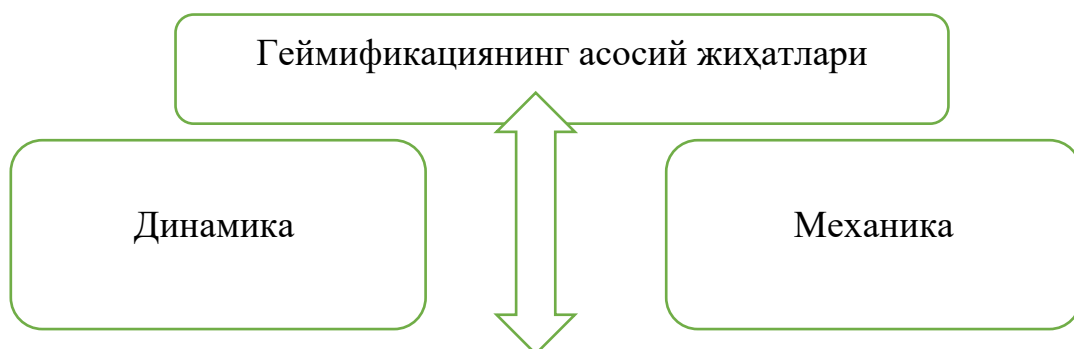 Геймификациянинг асосий жиҳатлари
Динамика
Механика